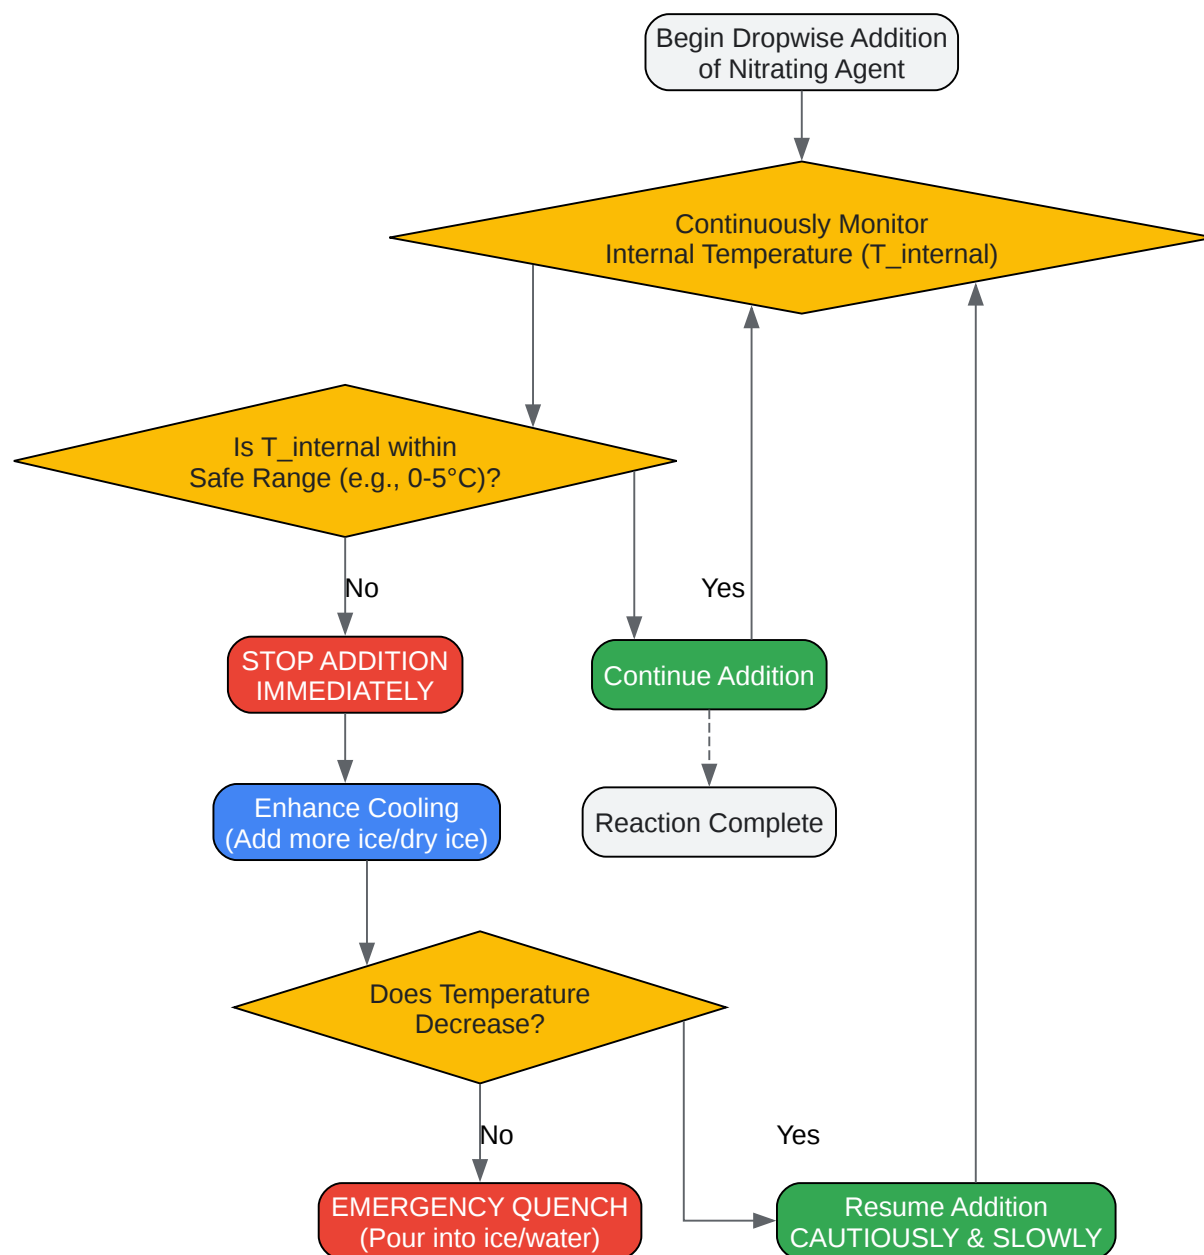 Begin Dropwise Addition
of Nitrating Agent
Continuously Monitor
Internal Temperature (T_internal)
Is T_internal within
Safe Range (e.g., 0-5°C)?
No
Yes
STOP ADDITION
IMMEDIATELY
Continue Addition
Enhance Cooling
(Add more ice/dry ice)
Reaction Complete
Does Temperature
Decrease?
No
Yes
EMERGENCY QUENCH
(Pour into ice/water)
Resume Addition
CAUTIOUSLY & SLOWLY